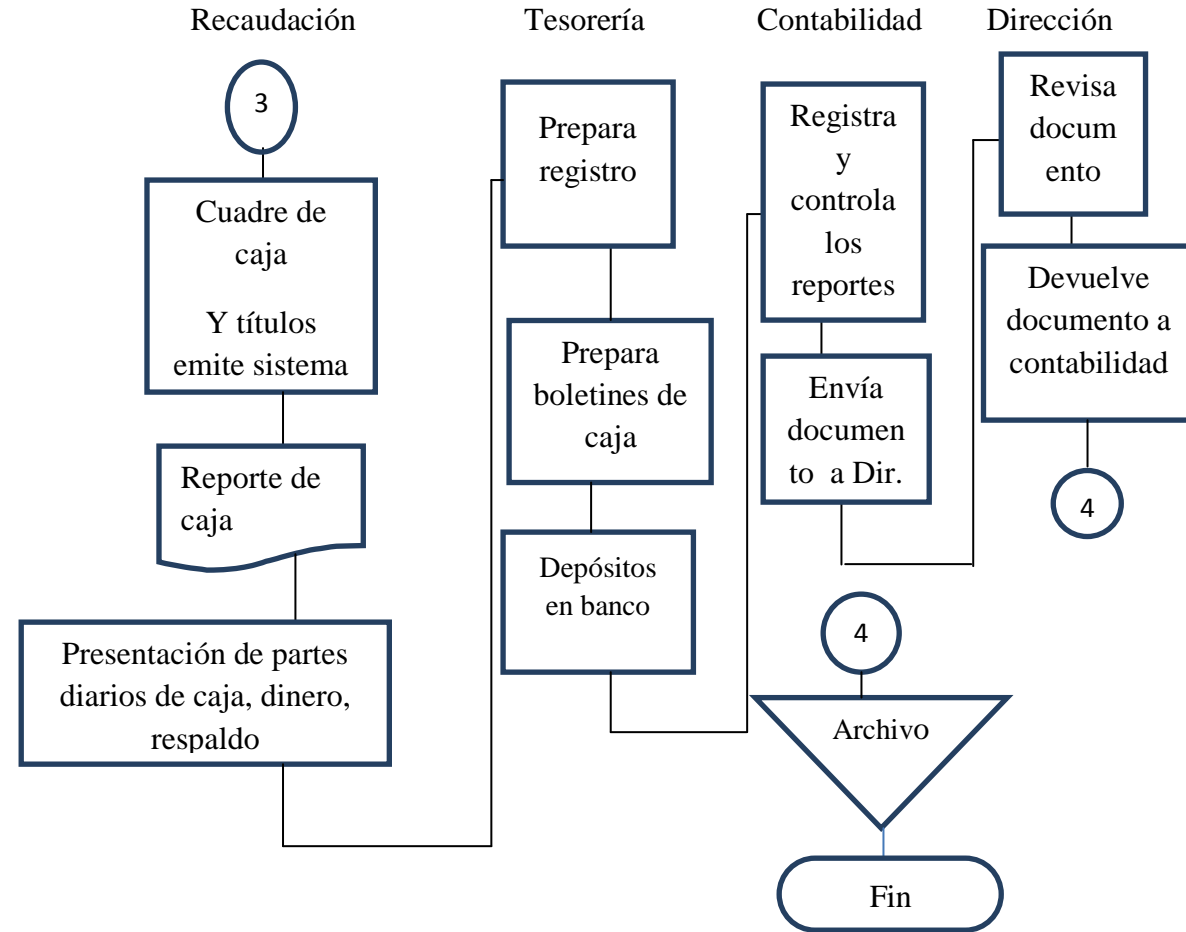 Recaudación
Tesorería
Contabilidad
Dirección
3
Cuadre de
caja
Y títulos
emite sistema
Reporte de
caja
Presentación de partes
diarios de caja, dinero,
respaldo
Prepara
registro
Prepara
boletines de
caja
Depósitos
en banco
Registra
y
controla
los
reportes
Envía
documen
to a Dir.
Revisa
docum
ento
Devuelve
documento a
contabilidad
4
4
Archivo
Fin